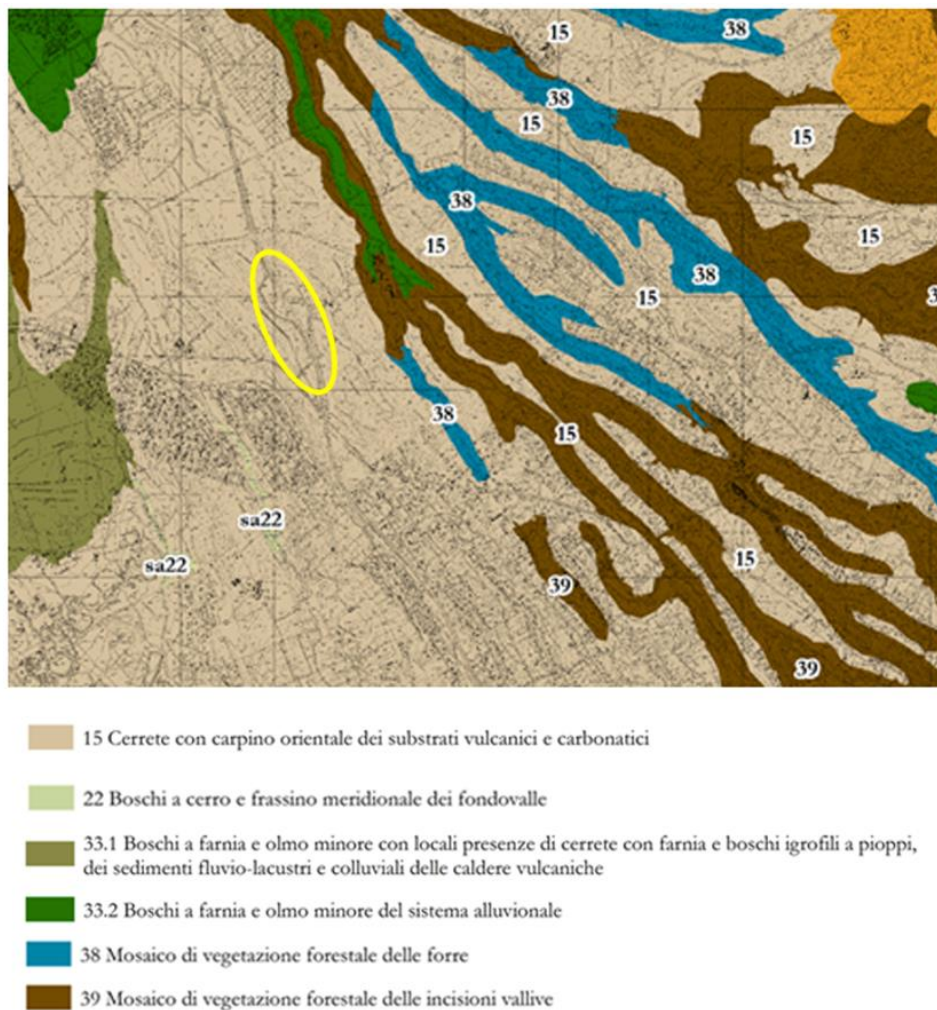 15
38
38
15
15
38
15
15
38
15
38
15
39
sa22
sa22
15
39
15 Cerrete con carpino orientale dei substrati vulcanici e carbonatici
22 Boschi a cerro e frassino meridionale dei fondovalle
33.1 Boschi a farnia e olmo minore con locali presenze di cerrete con farnia e boschi igrofili a pioppi,
dei sedimenti fluvio-lacustri e colluviali delle caldere vulcaniche
33.2 Boschi a farnia e olmo minore del sistema alluvionale
38 Mosaico di vegetazione forestale delle forre
39 Mosaico di vegetazione forestale delle incisioni vallive